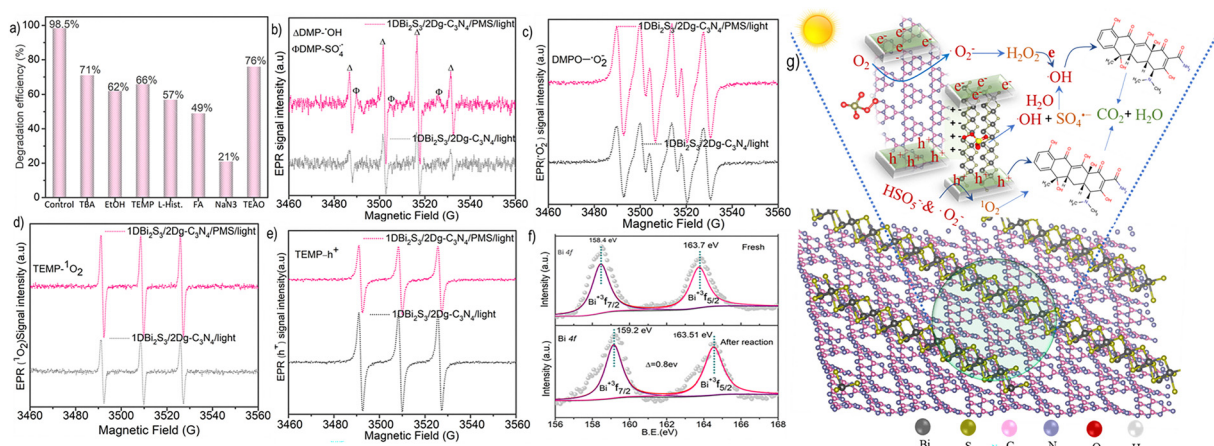 a)
Degradation efficiency (%)
100
80
60
40
20
0
98.5%
71%
62%
66%
57%
49%
21%
76%
Control TBA EtOH TEMP L-Hist. FA NaN3 TEAO
b)
ΔDMP-·OH
ΦDMP-SO₄⁻
1DBi₂S₃/2Dg-C₃N₄/PMS/light
Δ Δ Δ Δ
Φ Φ Φ Φ
1DBi₂S₃/2Dg-C₃N₄/light
EPR signal intensity (a.u)
3460 3480 3500 3520 3540 3560
Magnetic Field (G)
c)
1DBi₂S₃/2Dg-C₃N₄/PMS/light
DMPO—·O₂⁻
1DBi₂S₃/2Dg-C₃N₄/light
EPR(·O₂⁻) signal intensity (a.u)
3460 3480 3500 3520 3540 3560
Magnetic Field (G)
d)
1DBi₂S₃/2Dg-C₃N₄/PMS/light
TEMP-¹O₂
1DBi₂S₃/2Dg-C₃N₄/light
EPR (¹O₂)Signal intensity (a.u)
3460 3510 3560
Magnetic Field (G)
e)
1DBi₂S₃/2Dg-C₃N₄/PMS/light
TEMP-h⁺
1DBi₂S₃/2Dg-C₃N₄/light
EPR (h⁺) signal intensity(a.u)
3460 3480 3500 3520 3540 3560
Magnetic Field (G)
f)
Bi 4f
158.4 eV
163.7 eV
Fresh
Bi⁺³f₇/₂
Bi⁺³f₅/₂
Intensity (a.u)
Bi 4f
159.2 eV
163.51 eV
After reaction
Δ=0.8ev
Bi⁺³f₇/₂
Bi⁺³f₅/₂
Intensity (a.u)
156 158 160 162 164 166 168
B.E.(eV)
g)
e⁻ e⁻ e⁻ e⁻
O₂
·O₂⁻
H₂O₂
e
·OH
H₂O
·OH + SO₄·⁻
CO₂ + H₂O
h⁺ h⁺ h⁺
HSO₅⁻ & ·O₂⁻
¹O₂
Bi S C N O H